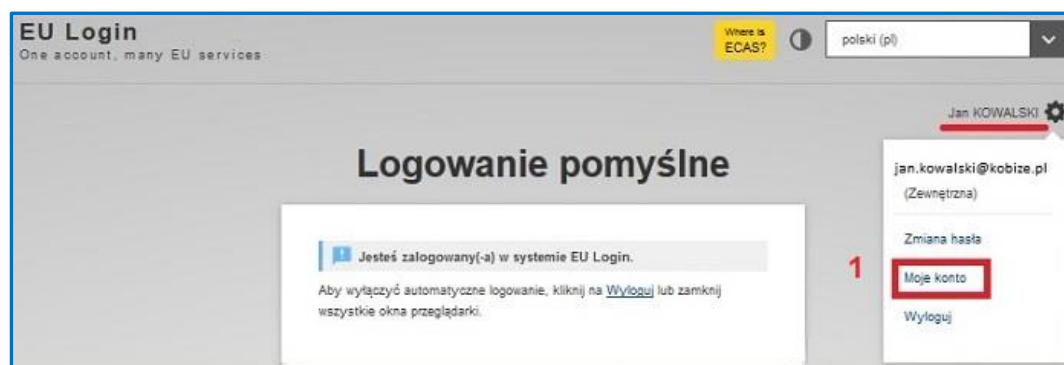 EU Login
One account, many EU services
Where is
ECAS?
polski (pl)
Jan KOWALSKI
Logowanie pomyślne
jan.kowalski@kobize.pl
(Zewnętrzna)
Jesteś zalogowany(-a) w systemie EU Login.
Aby wyłączyć automatyczne logowanie, kliknij na Wyloguj lub zamknij
wszystkie okna przeglądarki.
Zmiana hasła
1
Moje konto
Wyloguj